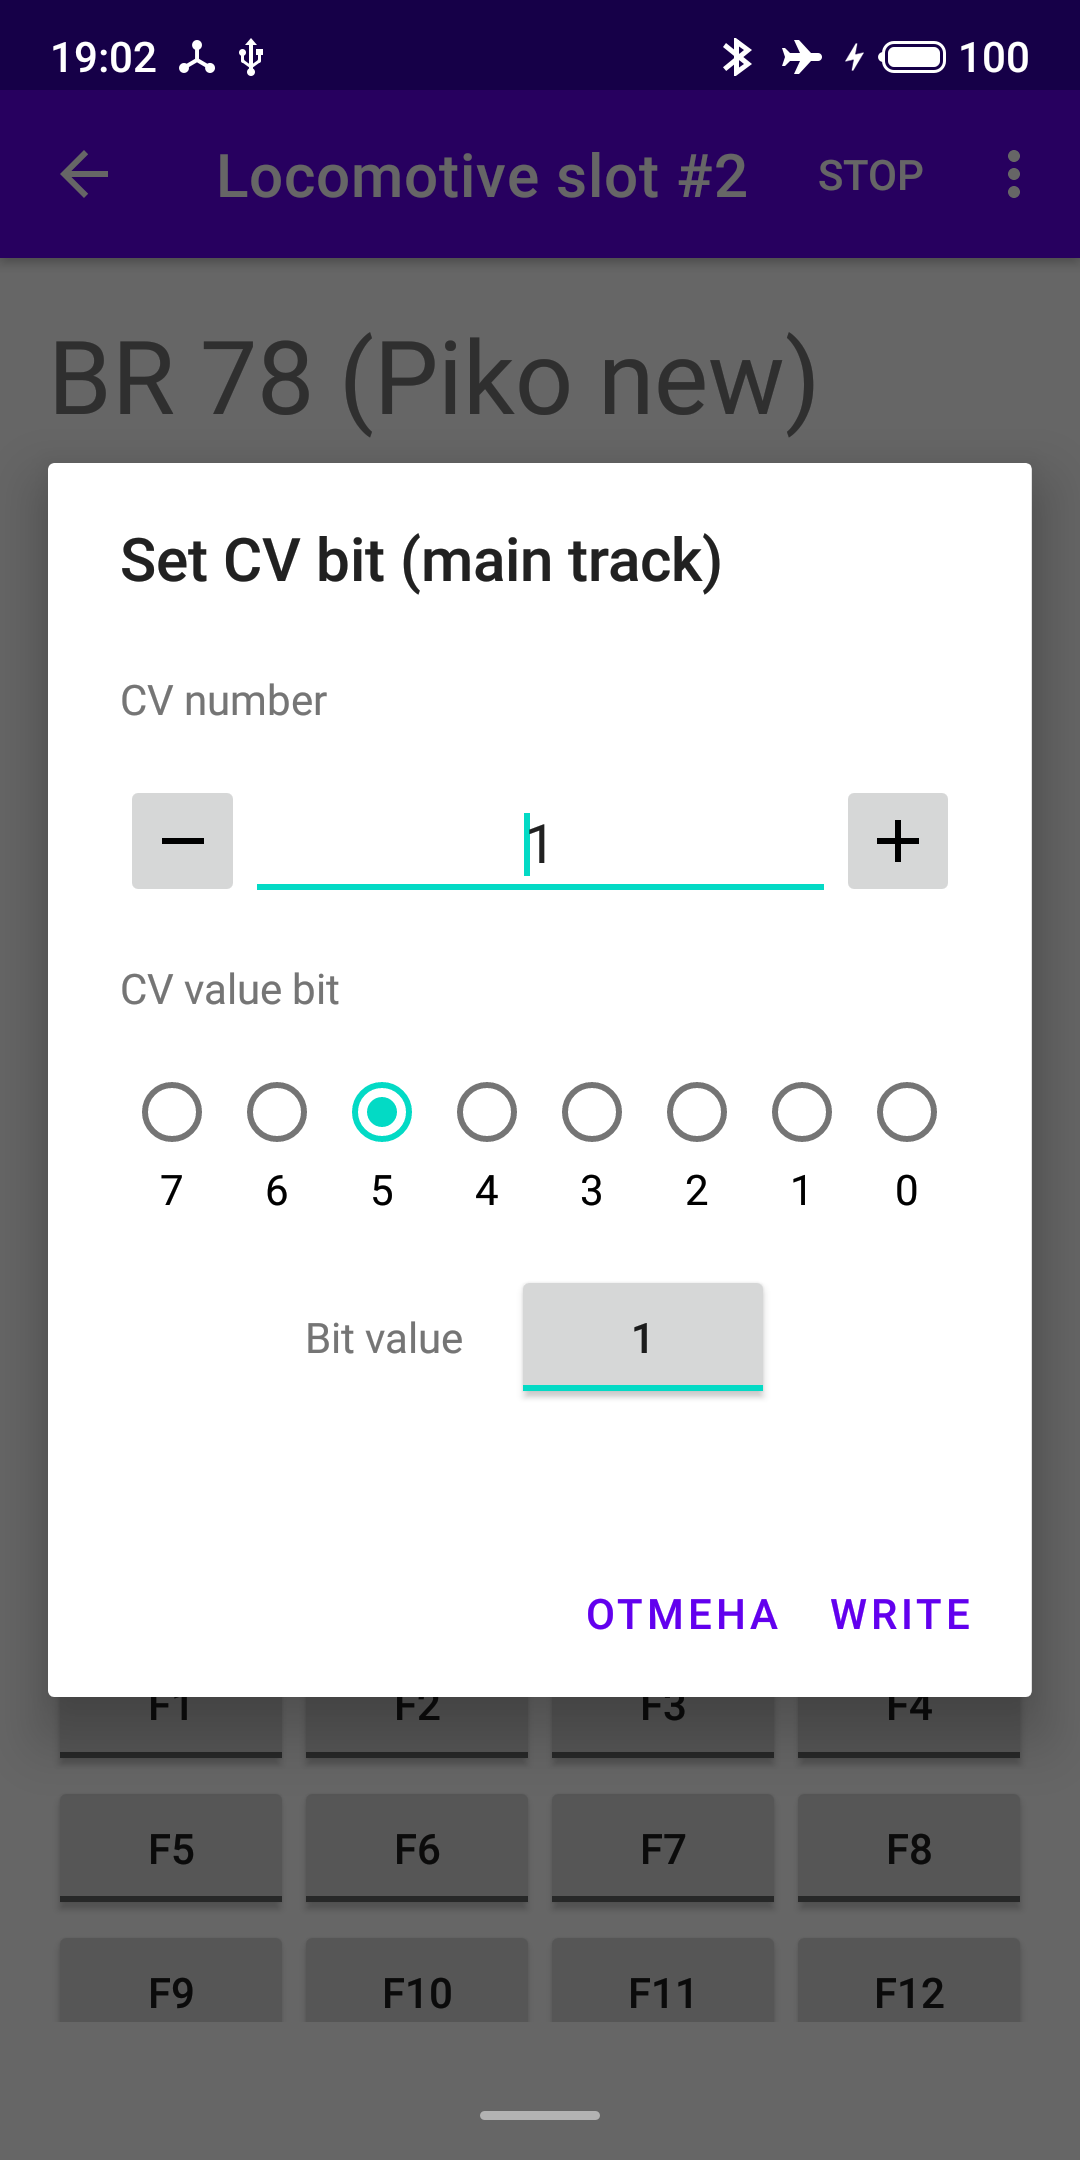 19:02 100
Locomotive slot #2 STOP
BR 78 (Piko new)
Set CV bit (main track)
CV number
1
CV value bit
7 6 5 4 3 2 1 0
Bit value 1
ОТМЕНА WRITE
F1 F2 F3 F4
F5 F6 F7 F8
F9 F10 F11 F12